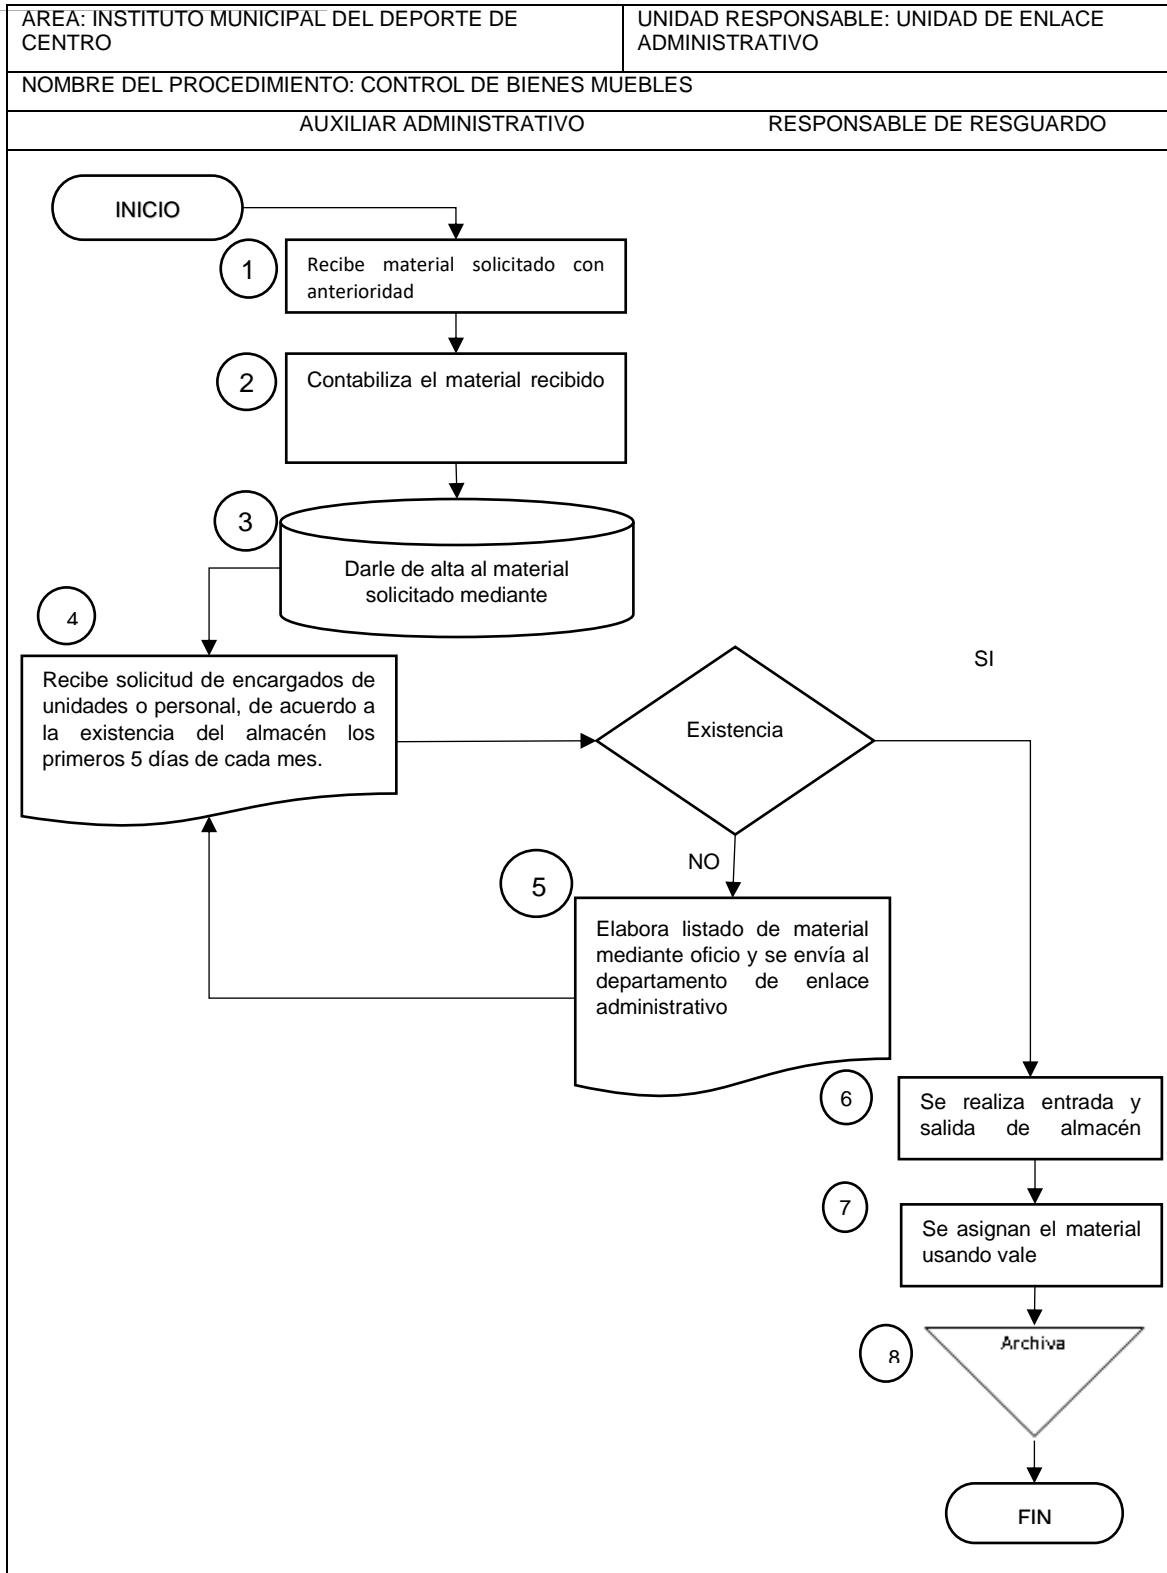 AREA: INSTITUTO MUNICIPAL DEL DEPORTE DE
CENTRO
UNIDAD RESPONSABLE: UNIDAD DE ENLACE
ADMINISTRATIVO
NOMBRE DEL PROCEDIMIENTO: CONTROL DE BIENES MUEBLES
AUXILIAR ADMINISTRATIVO
RESPONSABLE DE RESGUARDO
INICIO
1
Recibe material solicitado con
anterioridad
2
Contabiliza el material recibido
3
Darle de alta al material
solicitado mediante
4
Recibe solicitud de encargados de
unidades o personal, de acuerdo a
la existencia del almacén los
primeros 5 días de cada mes.
Existencia
SI
NO
5
Elabora listado de material
mediante oficio y se envía al
departamento de enlace
administrativo
6
Se realiza entrada y
salida de almacén
7
Se asignan el material
usando vale
8
Archiva
FIN